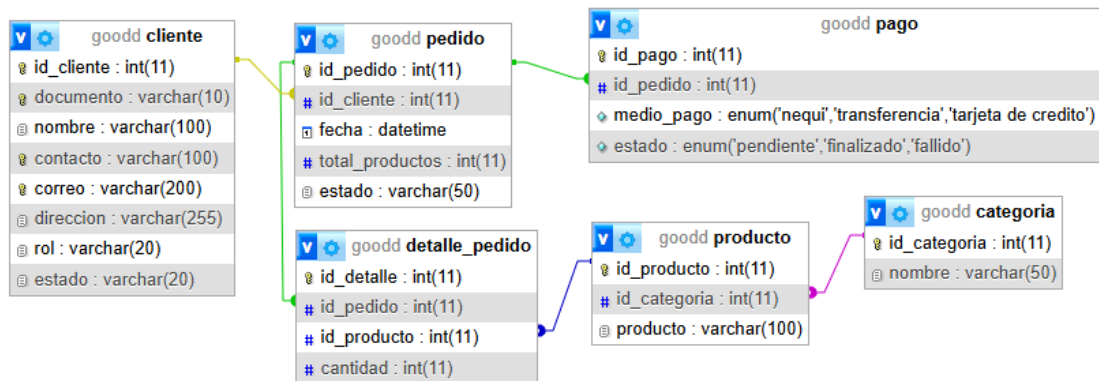 goodd cliente
id_cliente : int(11)
documento : varchar(10)
nombre : varchar(100)
contacto : varchar(100)
correo : varchar(200)
direccion : varchar(255)
rol : varchar(20)
estado : varchar(20)
goodd pedido
id_pedido : int(11)
id_cliente : int(11)
fecha : datetime
total_productos : int(11)
estado : varchar(50)
goodd pago
id_pago : int(11)
id_pedido : int(11)
medio_pago : enum('nequi','transferencia','tarjeta de credito')
estado : enum('pendiente','finalizado','fallido')
goodd detalle_pedido
id_detalle : int(11)
id_pedido : int(11)
id_producto : int(11)
cantidad : int(11)
goodd producto
id_producto : int(11)
id_categoria : int(11)
producto : varchar(100)
goodd categoria
id_categoria : int(11)
nombre : varchar(50)